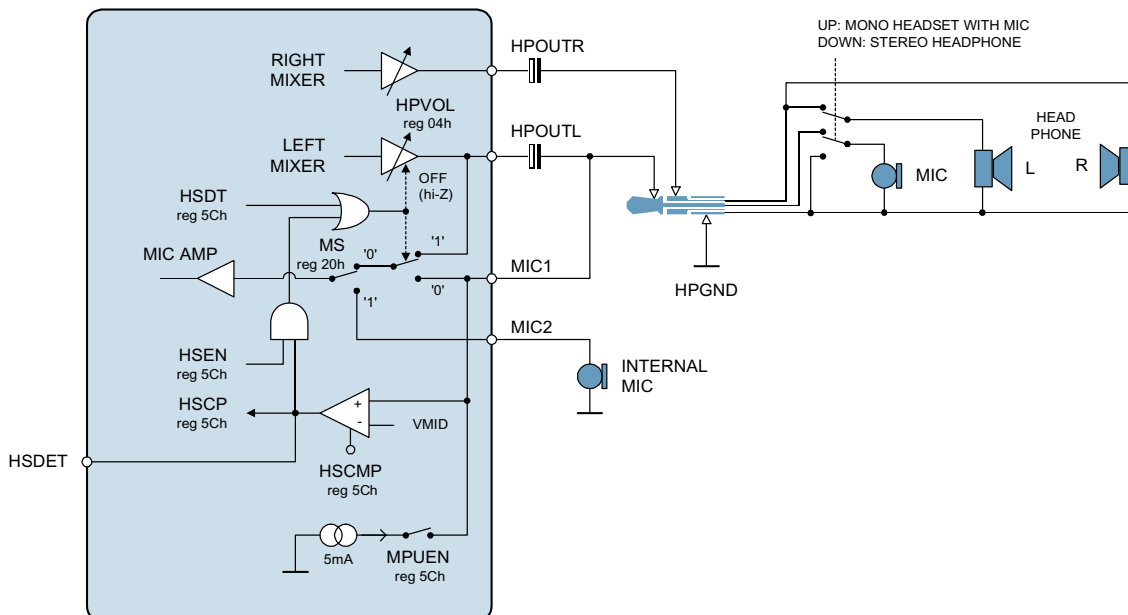 UP: MONO HEADSET WITH MIC
DOWN: STEREO HEADPHONE
HPOUTR
RIGHT
MIXER
HPVOL
reg 04h
HPOUTL
HEAD
PHONE
LEFT
MIXER
OFF
(hi-Z)
MIC
L
R
HSDT
reg 5Ch
MS
reg 20h
'0'
'1'
MIC AMP
MIC1
'0'
HPGND
'1'
MIC2
HSEN
reg 5Ch
INTERNAL
MIC
HSCP
reg 5Ch
+
-
VMID
HSDET
HSCMP
reg 5Ch
5mA
MPUEN
reg 5Ch